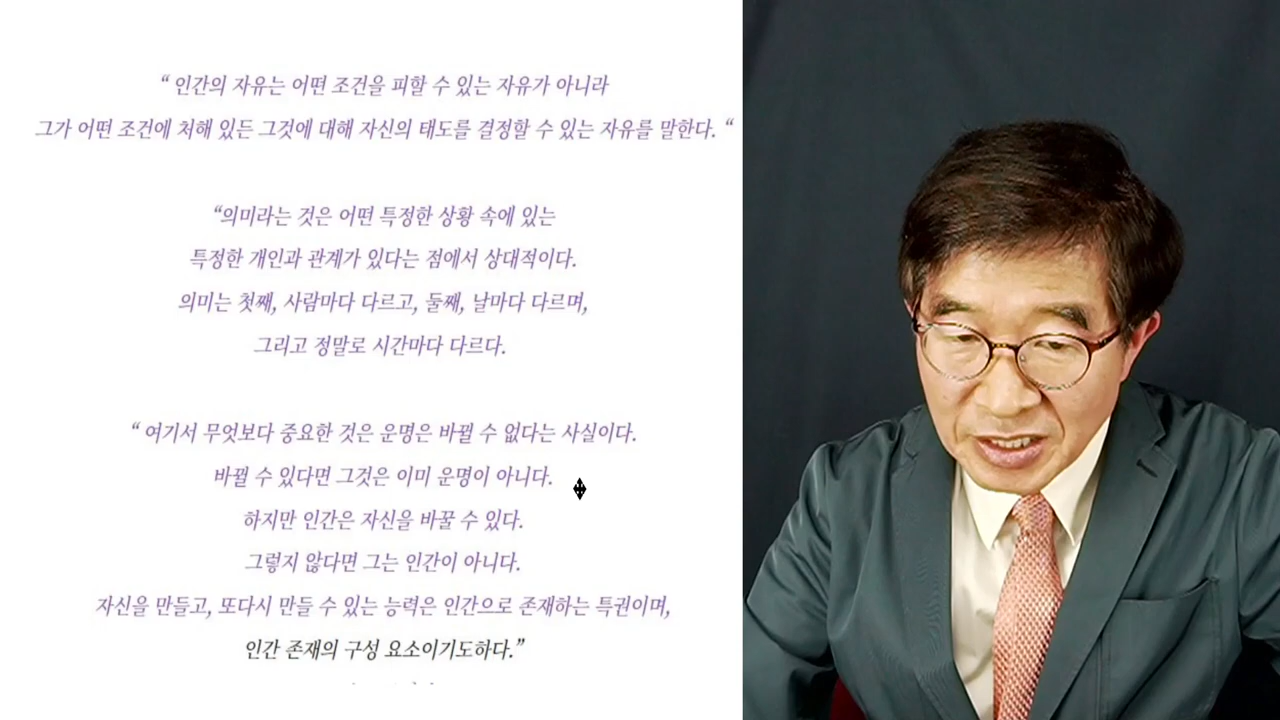 “ 인간의 자유는 어떤 조건을 피할 수 있는 자유가 아니라
그가 어떤 조건에 처해 있든 그것에 대해 자신의 태도를 결정할 수 있는 자유를 말한다. “
“의미라는 것은 어떤 특정한 상황 속에 있는
특정한 개인과 관계가 있다는 점에서 상대적이다.
의미는 첫째, 사람마다 다르고, 둘째, 날마다 다르며,
그리고 정말로 시간마다 다르다.
“ 여기서 무엇보다 중요한 것은 운명은 바뀔 수 없다는 사실이다.
바뀔 수 있다면 그것은 이미 운명이 아니다.
하지만 인간은 자신을 바꿀 수 있다.
그렇지 않다면 그는 인간이 아니다.
자신을 만들고, 또다시 만들 수 있는 능력은 인간으로 존재하는 특권이며,
인간 존재의 구성 요소이기도하다.”